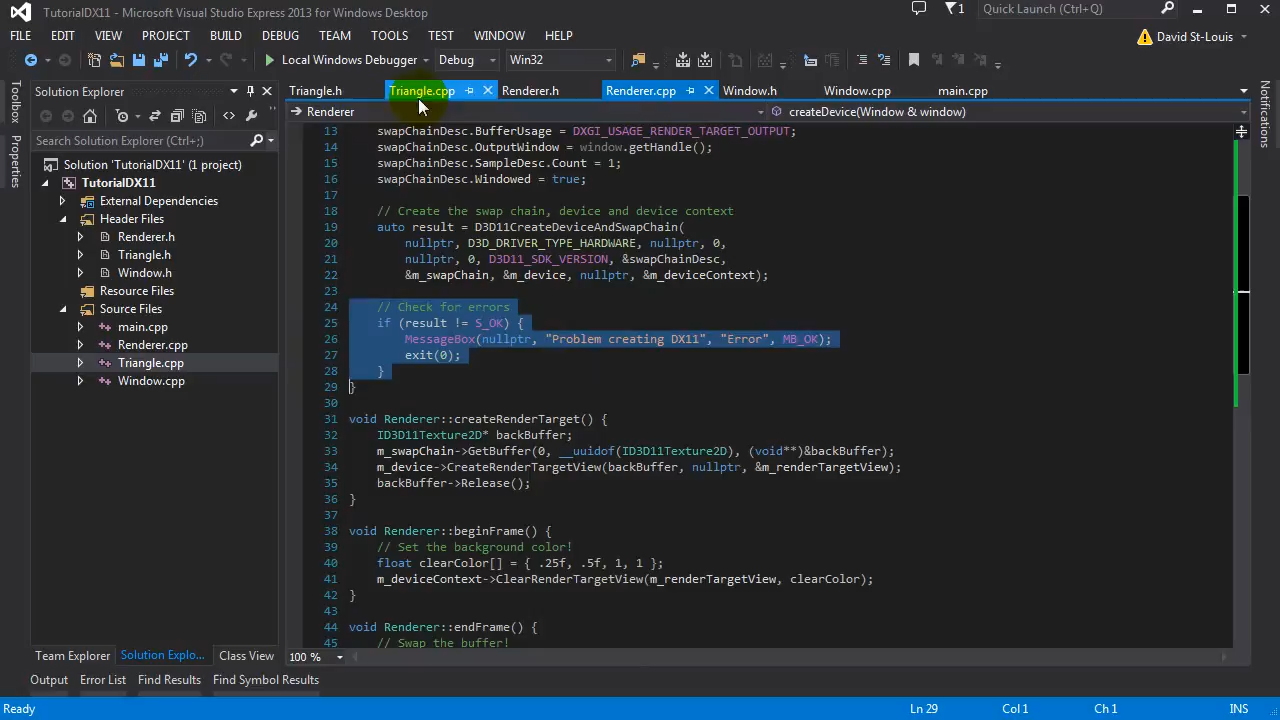 TutorialDX11 - Microsoft Visual Studio Express 2013 for Windows Desktop
1
Quick Launch (Ctrl+Q)
FILE EDIT VIEW PROJECT BUILD DEBUG TEAM TOOLS TEST WINDOW HELP
David St-Louis
Local Windows Debugger Debug Win32
Toolbox
Properties
Solution Explorer
Search Solution Explorer (Ctrl+;)
Solution 'TutorialDX11' (1 project)
TutorialDX11
External Dependencies
Header Files
Renderer.h
Triangle.h
Window.h
Resource Files
Source Files
main.cpp
Renderer.cpp
Triangle.cpp
Window.cpp
Team Explorer Solution Explo... Class View
Triangle.h Triangle.cpp Renderer.h Renderer.cpp Window.h Window.cpp main.cpp
Renderer createDevice(Window & window)
13 swapChainDesc.BufferUsage = DXGI_USAGE_RENDER_TARGET_OUTPUT;
14 swapChainDesc.OutputWindow = window.getHandle();
15 swapChainDesc.SampleDesc.Count = 1;
16 swapChainDesc.Windowed = true;
17
18 // Create the swap chain, device and device context
19 auto result = D3D11CreateDeviceAndSwapChain(
20 nullptr, D3D_DRIVER_TYPE_HARDWARE, nullptr, 0,
21 nullptr, 0, D3D11_SDK_VERSION, &swapChainDesc,
22 &m_swapChain, &m_device, nullptr, &m_deviceContext);
23
24 // Check for errors
25 if (result != S_OK) {
26 MessageBox(nullptr, "Problem creating DX11", "Error", MB_OK);
27 exit(0);
28 }
29 }
30
31 void Renderer::createRenderTarget() {
32 ID3D11Texture2D* backBuffer;
33 m_swapChain->GetBuffer(0, __uuidof(ID3D11Texture2D), (void**)&backBuffer);
34 m_device->CreateRenderTargetView(backBuffer, nullptr, &m_renderTargetView);
35 backBuffer->Release();
36 }
37
38 void Renderer::beginFrame() {
39 // Set the background color!
40 float clearColor[] = { .25f, .5f, 1, 1 };
41 m_deviceContext->ClearRenderTargetView(m_renderTargetView, clearColor);
42 }
43
44 void Renderer::endFrame() {
45 // Swap the buffer!
100 %
Notifications
Output Error List Find Results Find Symbol Results
Ready Ln 29 Col 1 Ch 1 INS